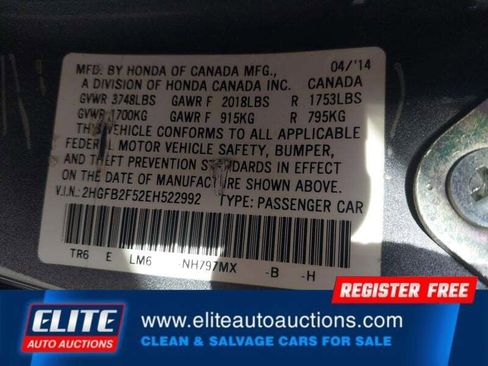 MFD. BY HONDA OF CANADA MFG., 04/'14
A DIVISION OF HONDA CANADA INC. CANADA
GVWR 3748LBS GAWR F 2018LBS R 1753LBS
GVWR 1700KG GAWR F 915KG R 795KG
THIS VEHICLE CONFORMS TO ALL APPLICABLE
FEDERAL MOTOR VEHICLE SAFETY, BUMPER,
AND THEFT PREVENTION STANDARDS IN EFFECT
ON THE DATE OF MANUFACTURE SHOWN ABOVE.
V.I.N.: 2HGFB2F52EH522992 TYPE: PASSENGER CAR
TR6 E LM6 -NH797MX -B -H
REGISTER FREE
ELITE
AUTO AUCTIONS
www.eliteautoauctions.com
CLEAN & SALVAGE CARS FOR SALE